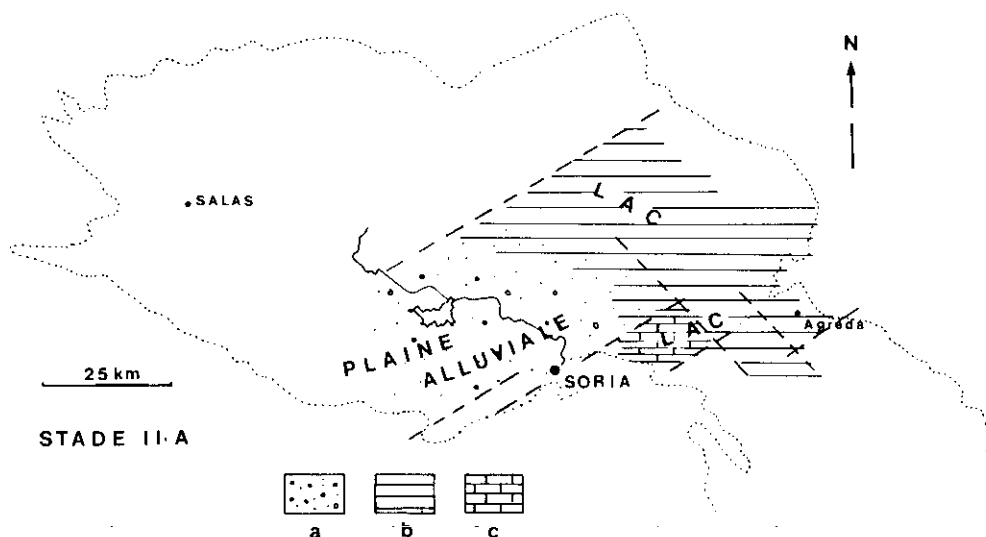 N
SALAS
LAC
LAC
Agreda
PLAINE
ALLUVIALE
25 km
SORIA
STADE II.A
a b c